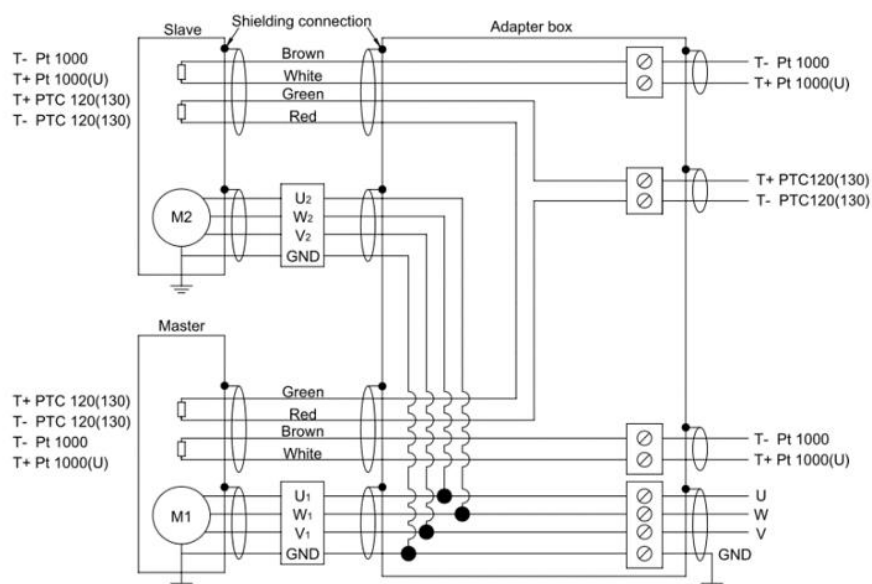 Shielding connection
Slave
Adapter box
T- Pt 1000
T+ Pt 1000(U)
T+ PTC 120(130)
T- PTC 120(130)
Brown
White
Green
Red
T- Pt 1000
T+ Pt 1000(U)
T+ PTC120(130)
T- PTC120(130)
M2
U2
W2
V2
GND
Master
T+ PTC 120(130)
T- PTC 120(130)
T- Pt 1000
T+ Pt 1000(U)
Green
Red
Brown
White
T- Pt 1000
T+ Pt 1000(U)
M1
U1
W1
V1
GND
U
W
V
GND